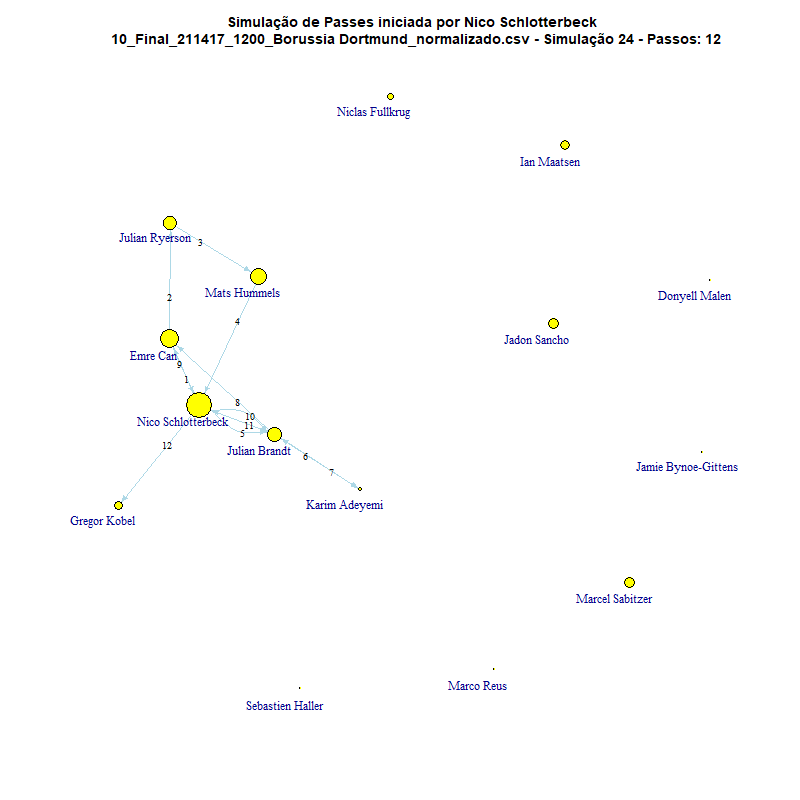 Simulação de Passes iniciada por Nico Schlotterbeck
10_Final_211417_1200_Borussia Dortmund_normalizado.csv - Simulação 24 - Passos: 12
Niclas Fullkrug
Ian Maatsen
Julian Ryerson
3
Mats Hummels
Donyell Malen
2
4
Jadon Sancho
Emre Can
9
1
8
10
Nico Schlotterbeck
11
5
12
Julian Brandt
6
Jamie Bynoe-Gittens
7
Karim Adeyemi
Gregor Kobel
Marcel Sabitzer
Marco Reus
Sebastien Haller